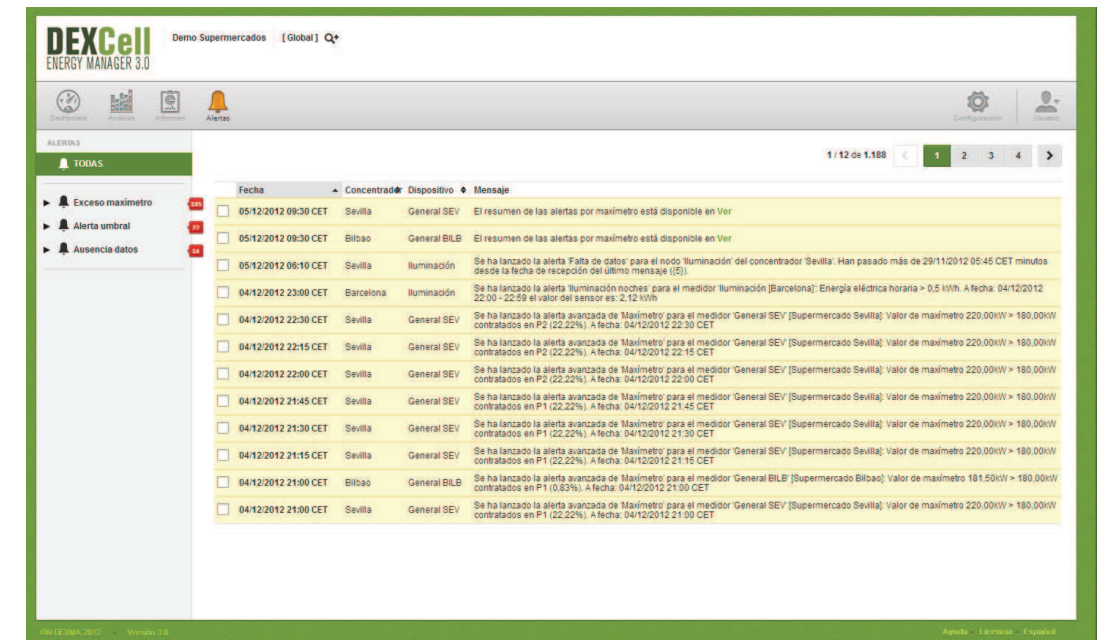 DEXCell
ENERGY MANAGER 3.0
Demo Supermercados [ Global ]
Dashboard Análisis Informes Alertas Configuración Usuario
ALERTAS
TODAS
Exceso maxímetro
Alerta umbral 77
Ausencia datos
1 / 12 de 1.188 < 1 2 3 4 >
Fecha Concentrador Dispositivo Mensaje
05/12/2012 09:30 CET Sevilla General SEV El resumen de las alertas por maxímetro está disponible en Ver
05/12/2012 09:30 CET Bilbao General BILB El resumen de las alertas por maxímetro está disponible en Ver
05/12/2012 06:10 CET Sevilla Iluminación Se ha lanzado la alerta 'Falta de datos' para el nodo 'Iluminación' del concentrador 'Sevilla'. Han pasado más de 29/11/2012 05:45 CET minutos
desde la fecha de recepción del último mensaje ({5}).
04/12/2012 23:00 CET Barcelona Iluminación Se ha lanzado la alerta 'Iluminación noches' para el medidor 'Iluminación [Barcelona]': Energía eléctrica horaria > 0,5 kWh. A fecha: 04/12/2012
22:00 - 22:59 el valor del sensor es: 2,12 kWh
04/12/2012 22:30 CET Sevilla General SEV Se ha lanzado la alerta avanzada de 'Maxímetro' para el medidor 'General SEV' [Supermercado Sevilla]: Valor de maxímetro 220,00kW > 180,00kW
contratados en P2 (22,22%). A fecha: 04/12/2012 22:30 CET
04/12/2012 22:15 CET Sevilla General SEV Se ha lanzado la alerta avanzada de 'Maxímetro' para el medidor 'General SEV' [Supermercado Sevilla]: Valor de maxímetro 220,00kW > 180,00kW
contratados en P2 (22,22%). A fecha: 04/12/2012 22:15 CET
04/12/2012 22:00 CET Sevilla General SEV Se ha lanzado la alerta avanzada de 'Maxímetro' para el medidor 'General SEV' [Supermercado Sevilla]: Valor de maxímetro 220,00kW > 180,00kW
contratados en P2 (22,22%). A fecha: 04/12/2012 22:00 CET
04/12/2012 21:45 CET Sevilla General SEV Se ha lanzado la alerta avanzada de 'Maxímetro' para el medidor 'General SEV' [Supermercado Sevilla]: Valor de maxímetro 220,00kW > 180,00kW
contratados en P1 (22,22%). A fecha: 04/12/2012 21:45 CET
04/12/2012 21:30 CET Sevilla General SEV Se ha lanzado la alerta avanzada de 'Maxímetro' para el medidor 'General SEV' [Supermercado Sevilla]: Valor de maxímetro 220,00kW > 180,00kW
contratados en P1 (22,22%). A fecha: 04/12/2012 21:30 CET
04/12/2012 21:15 CET Sevilla General SEV Se ha lanzado la alerta avanzada de 'Maxímetro' para el medidor 'General SEV' [Supermercado Sevilla]: Valor de maxímetro 220,00kW > 180,00kW
contratados en P1 (22,22%). A fecha: 04/12/2012 21:15 CET
04/12/2012 21:00 CET Bilbao General BILB Se ha lanzado la alerta avanzada de 'Maxímetro' para el medidor 'General BILB' [Supermercado Bilbao]: Valor de maxímetro 181,50kW > 180,00kW
contratados en P1 (0,83%). A fecha: 04/12/2012 21:00 CET
04/12/2012 21:00 CET Sevilla General SEV Se ha lanzado la alerta avanzada de 'Maxímetro' para el medidor 'General SEV' [Supermercado Sevilla]: Valor de maxímetro 220,00kW > 180,00kW
contratados en P1 (22,22%). A fecha: 04/12/2012 21:00 CET
DEXMA 2012 - Versión 3.0 Ayuda - Licencia - Español